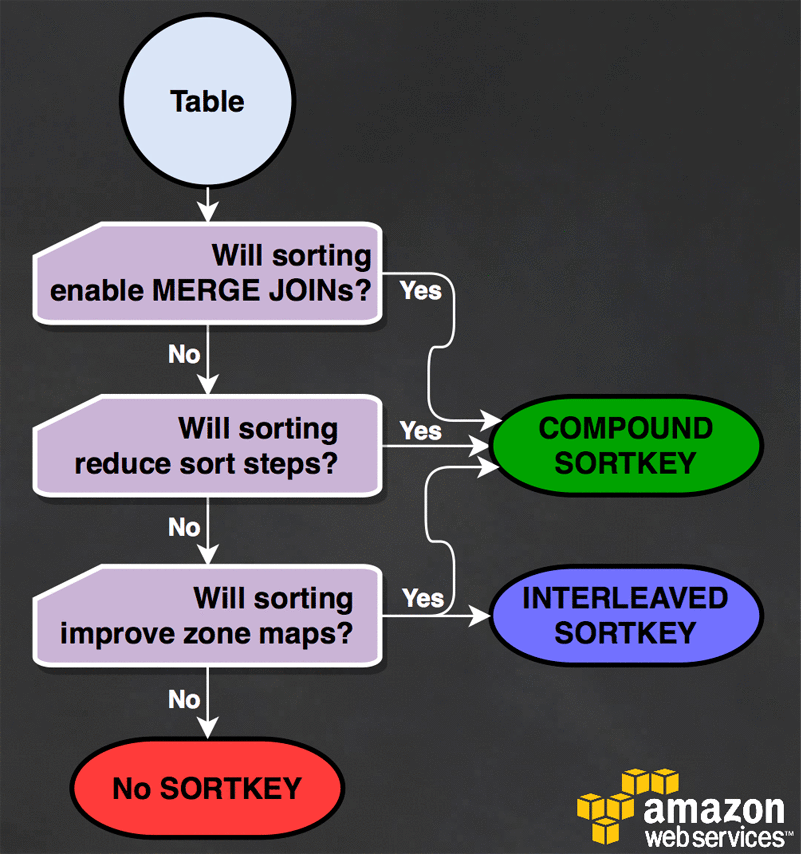 Table
Will sorting
enable MERGE JOINs?
Yes
No
Will sorting
reduce sort steps?
Yes
COMPOUND
SORTKEY
No
Will sorting
improve zone maps?
Yes
INTERLEAVED
SORTKEY
No
No SORTKEY
amazon
web services™